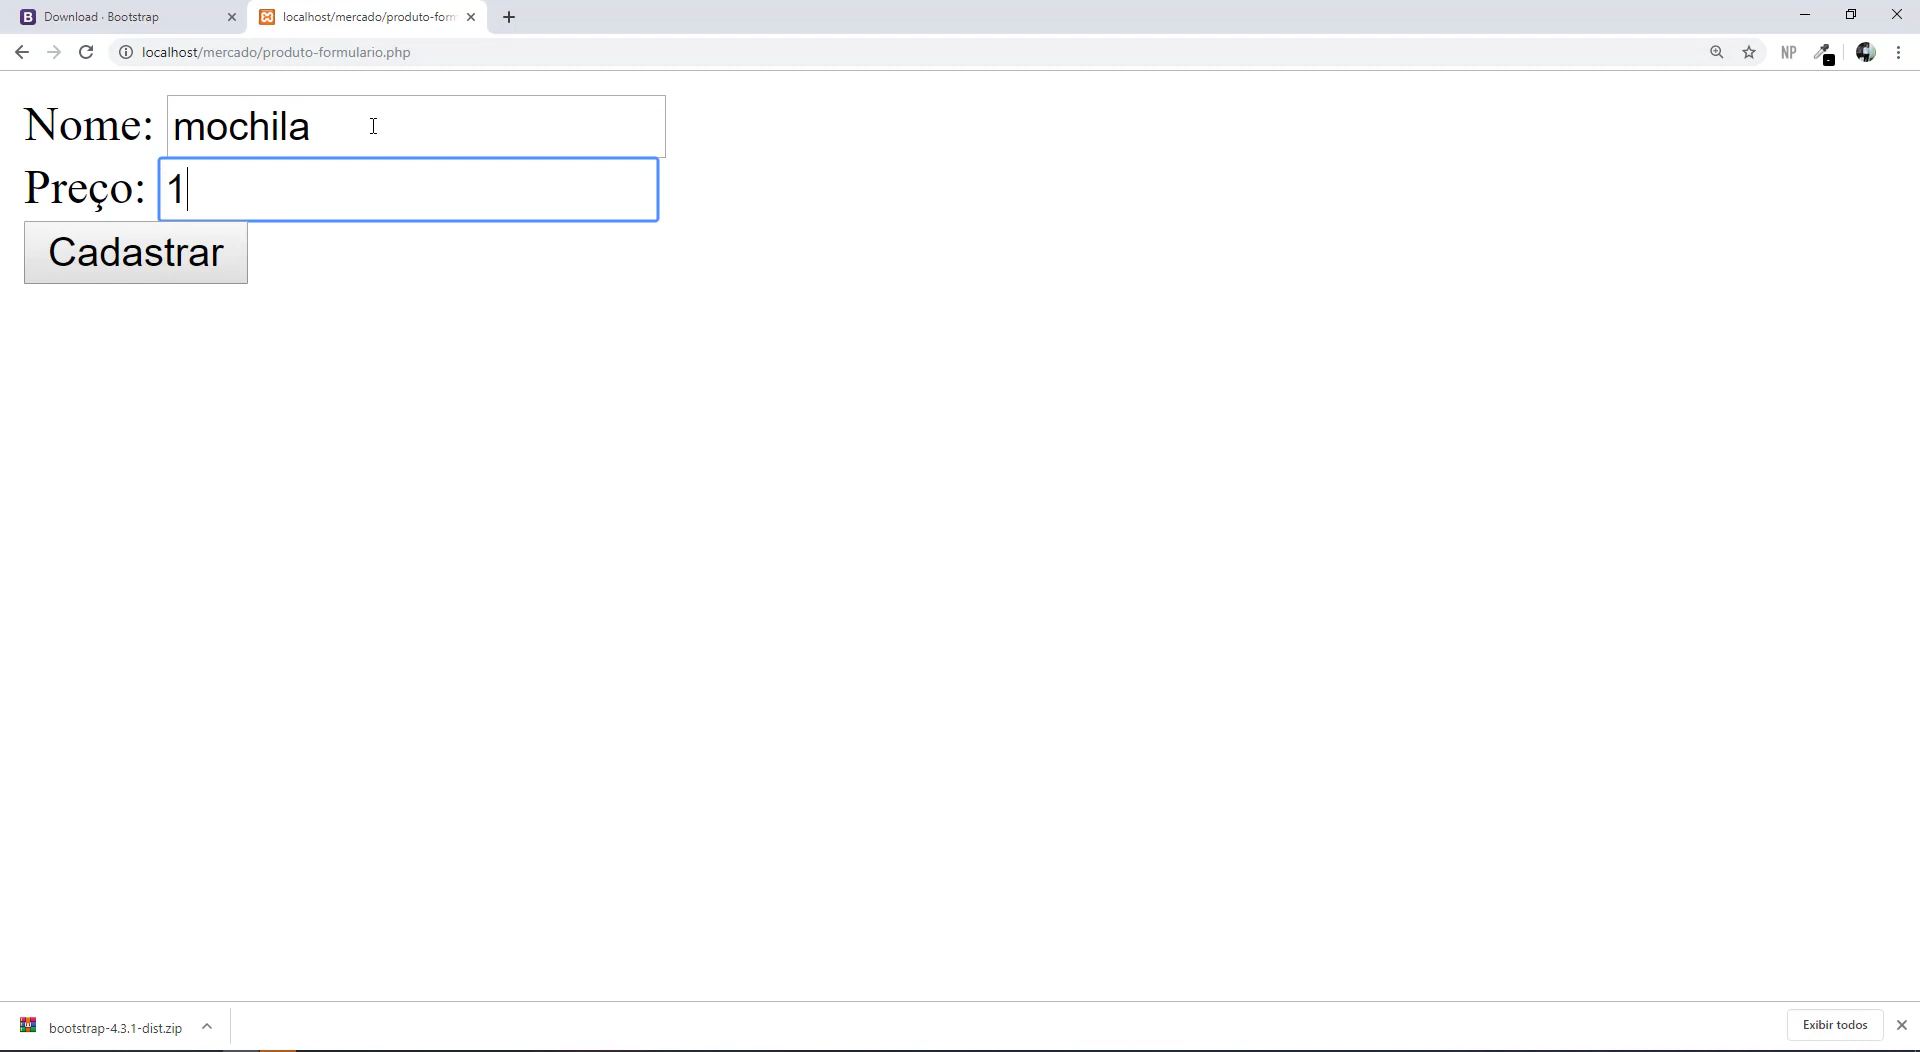 Download · Bootstrap
localhost/mercado/produto-form
localhost/mercado/produto-formulario.php
NP
Nome: mochila
Preço: 1
Cadastrar
bootstrap-4.3.1-dist.zip
Exibir todos